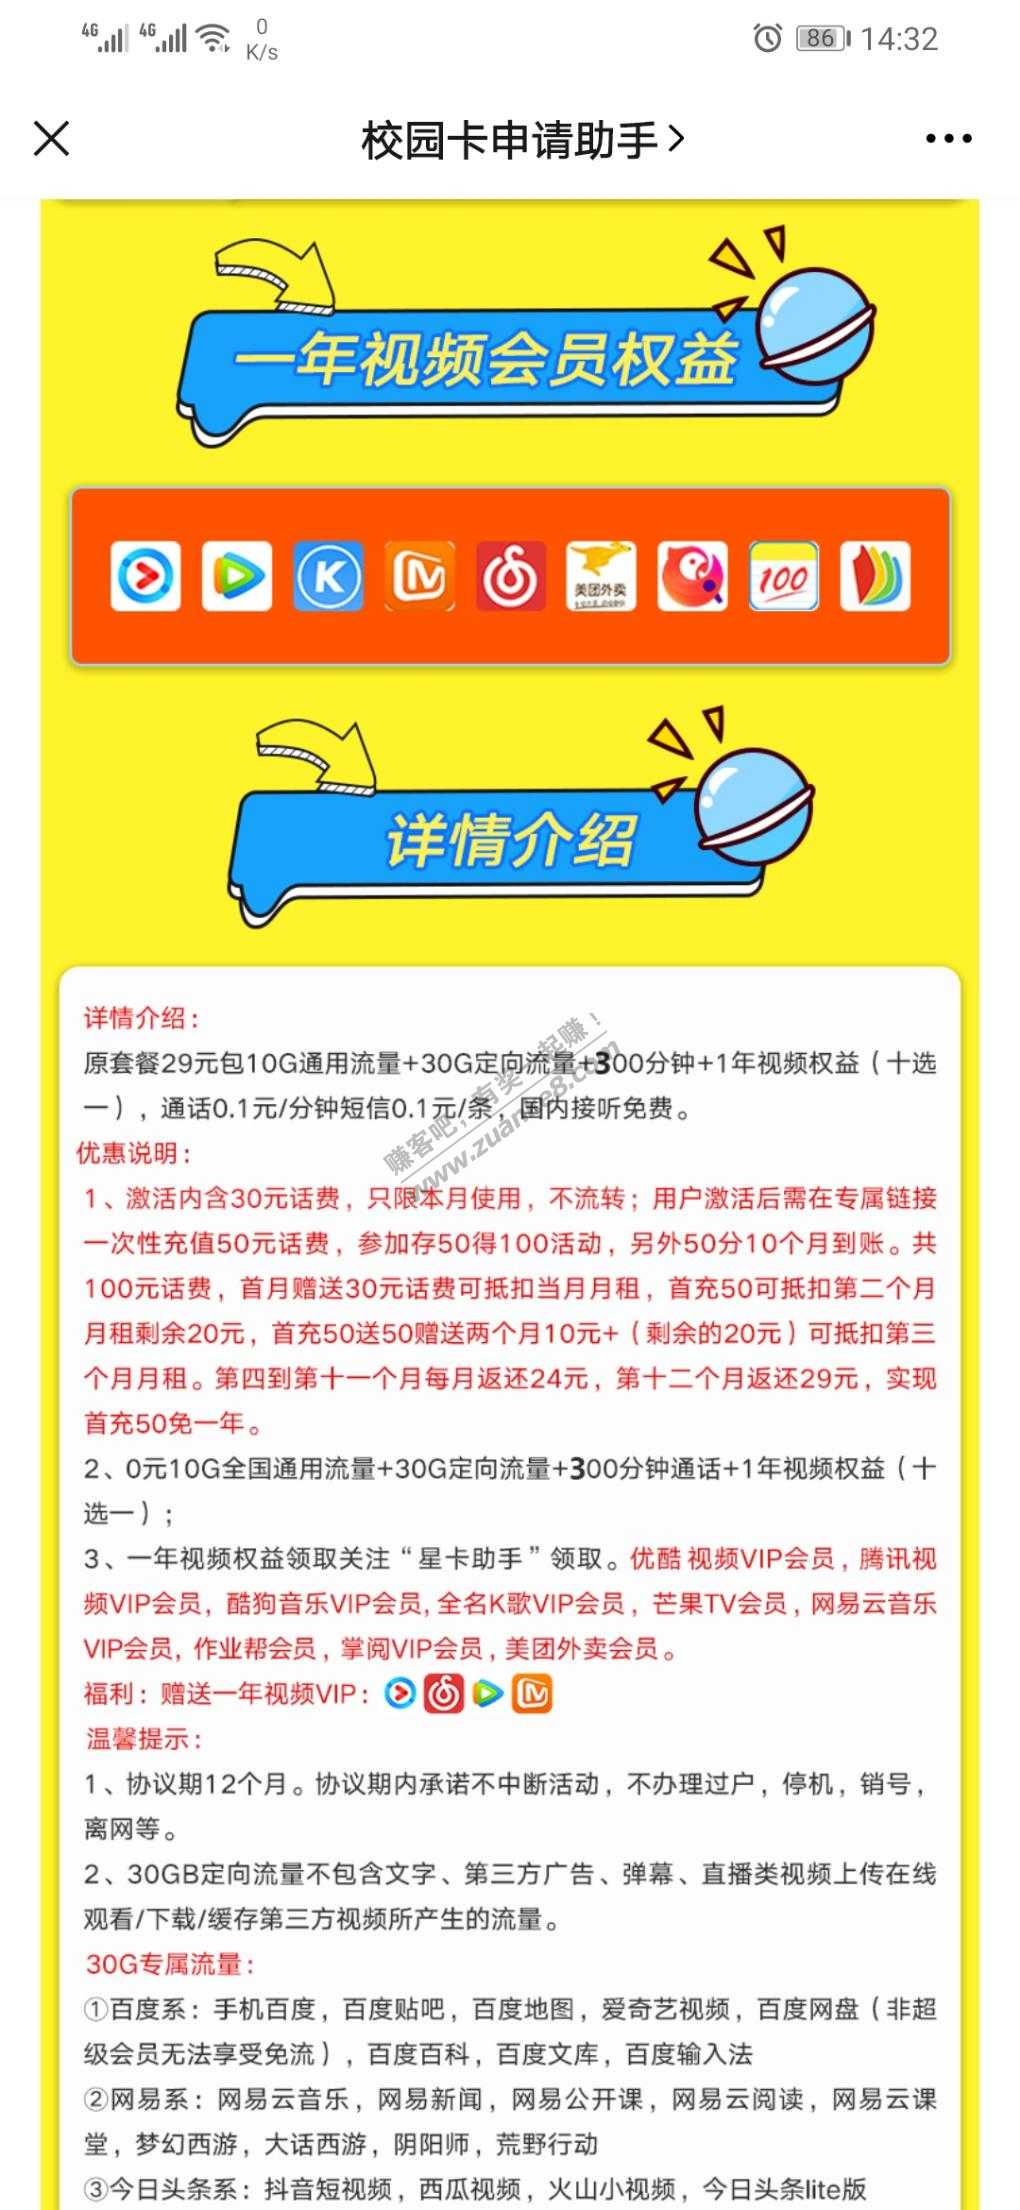 4G 4G 0 K/s 86 14:32
校园卡申请助手
一年视频会员权益
K 美团外卖 100
详情介绍
详情介绍：
原套餐29元包10G通用流量+30G定向流量+300分钟+1年视频权益（十选
一），通话0.1元/分钟短信0.1元/条，国内接听免费。
优惠说明：
1、激活内含30元话费，只限本月使用，不流转；用户激活后需在专属链接
一次性充值50元话费，参加存50得100活动，另外50分10个月到账。共
100元话费，首月赠送30元话费可抵扣当月月租，首充50可抵扣第二个月
月租剩余20元，首充50送50赠送两个月10元+（剩余的20元）可抵扣第三
个月月租。第四到第十一个月每月返还24元，第十二个月返还29元，实现
首充50免一年。
2、0元10G全国通用流量+30G定向流量+300分钟通话+1年视频权益（十
选一）；
3、一年视频权益领取关注“星卡助手”领取。优酷 视频VIP会员，腾讯视
频VIP会员，酷狗音乐VIP会员，全名K歌VIP会员，芒果TV会员，网易云音乐
VIP会员，作业帮会员，掌阅VIP会员，美团外卖会员。
福利：赠送一年视频VIP：
温馨提示：
1、协议期12个月。协议期内承诺不中断活动，不办理过户，停机，销号，
离网等。
2、30GB定向流量不包含文字、第三方广告、弹幕、直播类视频上传在线
观看/下载/缓存第三方视频所产生的流量。
30G专属流量：
①百度系：手机百度，百度贴吧，百度地图，爱奇艺视频，百度网盘（非超
级会员无法享受免流），百度百科，百度文库，百度输入法
②网易系：网易云音乐，网易新闻，网易公开课，网易云阅读，网易云课
堂，梦幻西游，大话西游，阴阳师，荒野行动
③今日头条系：抖音短视频，西瓜视频，火山小视频，今日头条lite版
赚客吧，有奖一起赚！
www.zuanke8.com